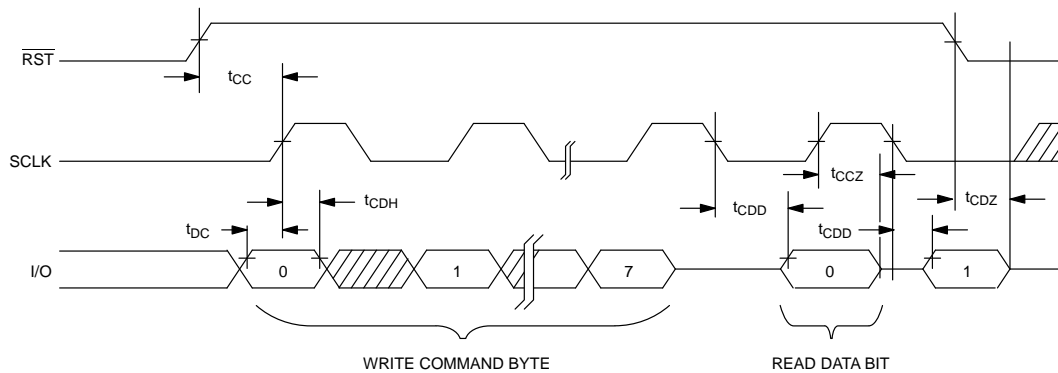 RST
tCC
SCLK
tCCZ
tCDH
tCDD
tCDZ
tDC
tCDD
I/O
0
1
7
0
1
WRITE COMMAND BYTE
READ DATA BIT